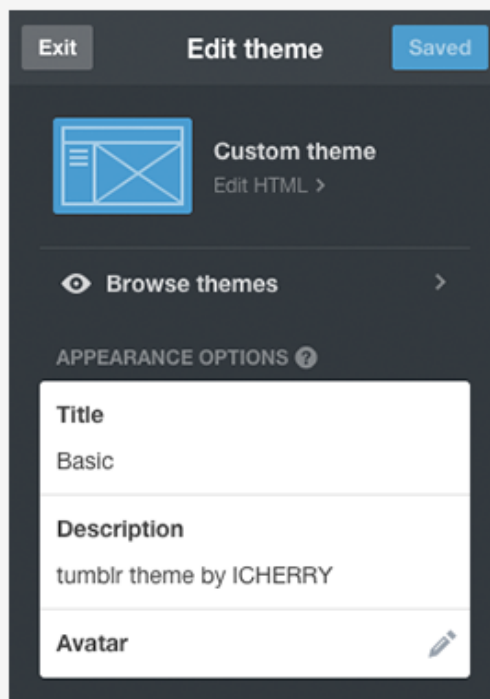 Exit Edit theme Saved
Custom theme
Edit HTML >
Browse themes >
APPEARANCE OPTIONS ?
Title
Basic
Description
tumblr theme by ICHERRY
Avatar